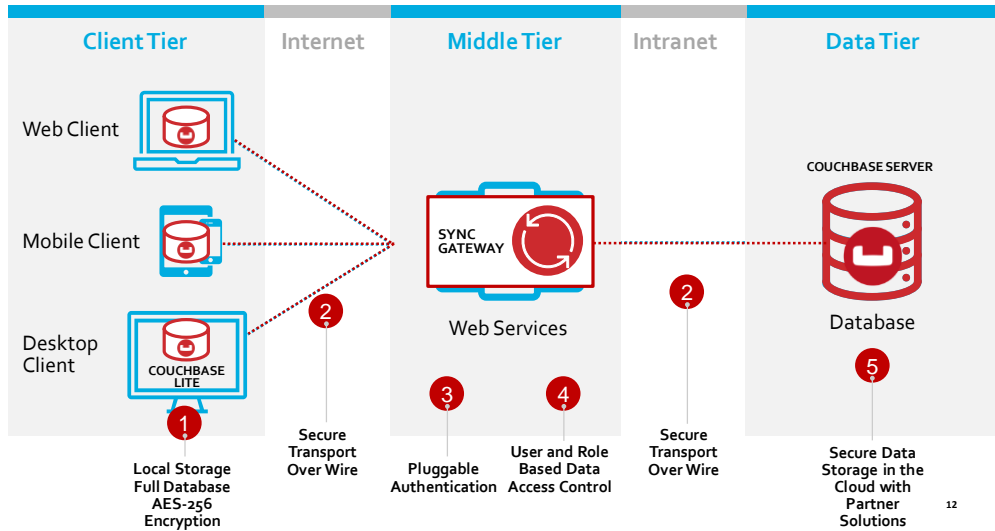 Client Tier
Internet
Middle Tier
Intranet
Data Tier
Web Client
Mobile Client
Desktop
Client
COUCHBASE
LITE
SYNC
GATEWAY
Web Services
COUCHBASE SERVER
Database
1
2
3
4
2
5
Local Storage
Full Database
AES-256
Encryption
Secure
Transport
Over Wire
Pluggable
Authentication
User and Role
Based Data
Access Control
Secure
Transport
Over Wire
Secure Data
Storage in the
Cloud with
Partner
Solutions
12